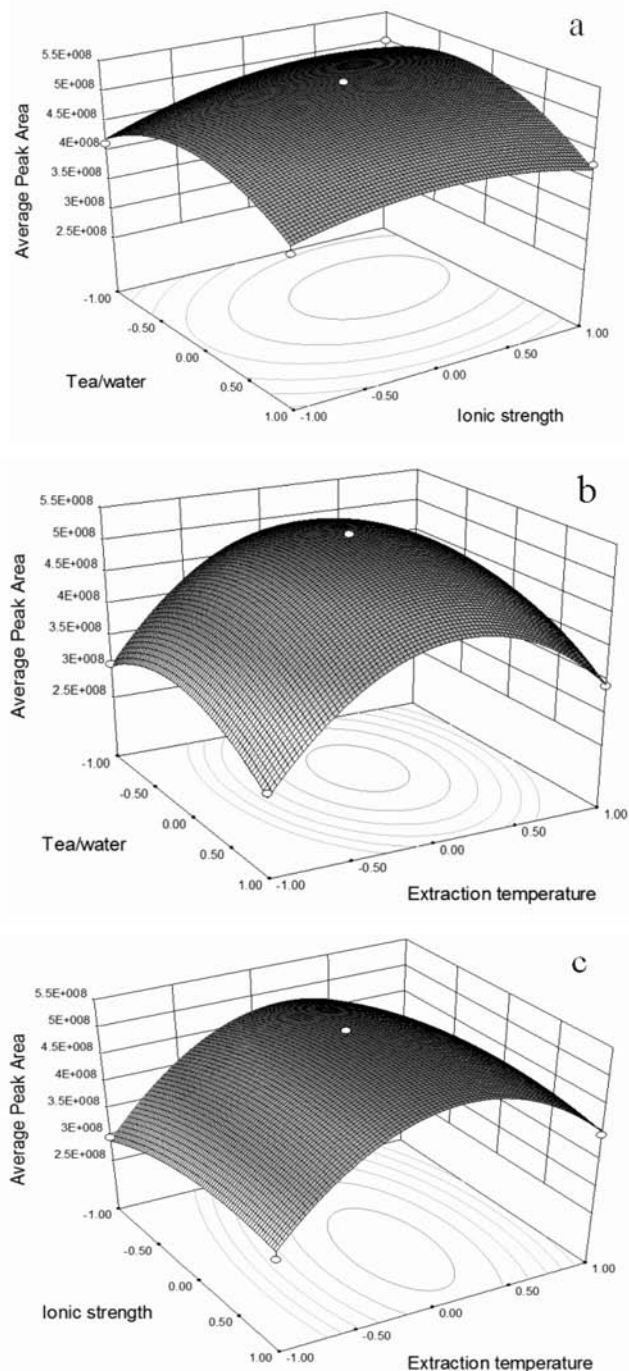 a
5.5E+008
5E+008
4.5E+008
4E+008
3.5E+008
3E+008
2.5E+008
Average Peak Area
-1.00
-0.50
0.00
0.50
1.00
Tea/water
-1.00
-0.50
0.00
0.50
1.00
Ionic strength
b
5.5E+008
5E+008
4.5E+008
4E+008
3.5E+008
3E+008
2.5E+008
Average Peak Area
-1.00
-0.50
0.00
0.50
1.00
Tea/water
-1.00
-0.50
0.00
0.50
1.00
Extraction temperature
c
5.5E+008
5E+008
4.5E+008
4E+008
3.5E+008
3E+008
2.5E+008
Average Peak Area
-1.00
-0.50
0.00
0.50
1.00
Ionic strength
-1.00
-0.50
0.00
0.50
1.00
Extraction temperature